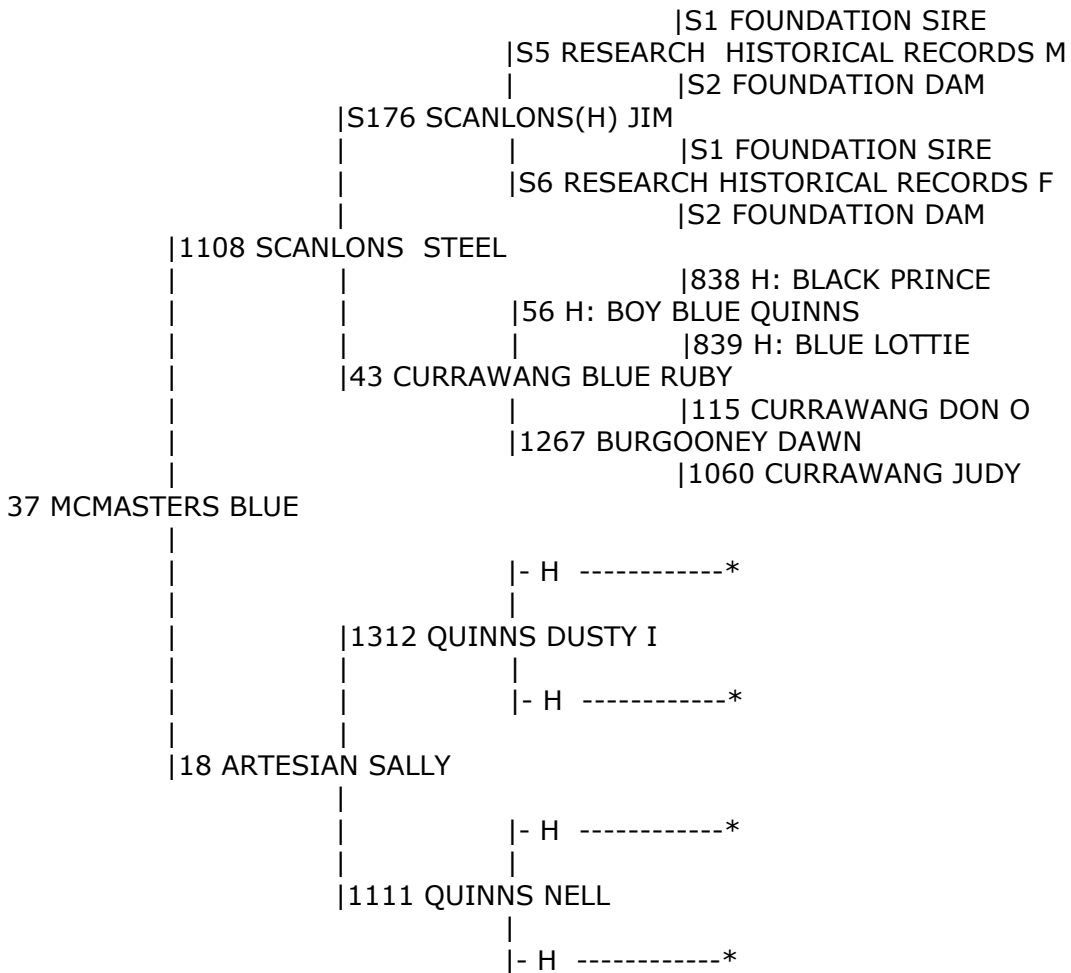 |S1 FOUNDATION SIRE
|S5 RESEARCH  HISTORICAL RECORDS M
|S2 FOUNDATION DAM
|S176 SCANLONS(H) JIM
|S1 FOUNDATION SIRE
|S6 RESEARCH HISTORICAL RECORDS F
|S2 FOUNDATION DAM
|1108 SCANLONS  STEEL
|838 H: BLACK PRINCE
|56 H: BOY BLUE QUINNS
|839 H: BLUE LOTTIE
|43 CURRAWANG BLUE RUBY
|115 CURRAWANG DON O
|1267 BURGOONEY DAWN
|1060 CURRAWANG JUDY
37 MCMASTERS BLUE
|- H  ------------*
|1312 QUINNS DUSTY I
|- H  ------------*
|18 ARTESIAN SALLY
|- H  ------------*
|1111 QUINNS NELL
|- H  ------------*